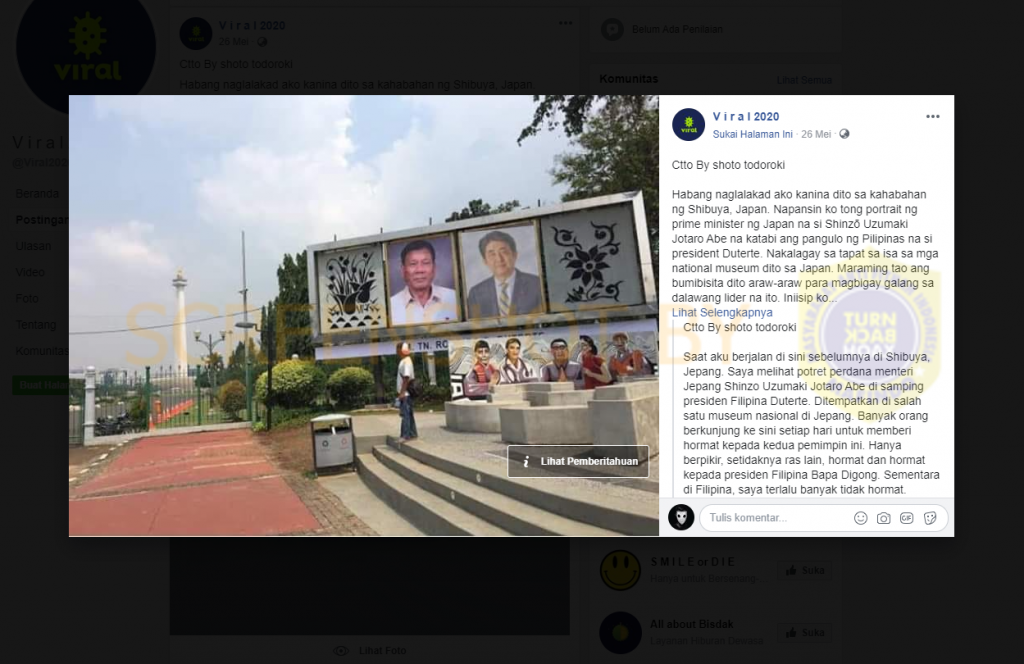 viral
V i r a l 2020
26 Mei
Ctto By shoto todoroki
Habang naglalakad ako kanina dito sa kahabahan ng Shibuya, Japan.
Beranda
Postingan
Ulasan
Video
Foto
Tentang
Komunitas
Belum Ada Penilaian
Komunitas
Lihat Semua
TN. RO
SCREENSHOT BY
TURN
BACK
Lihat Pemberitahuan
viral
V i r a l 2020
Sukai Halaman Ini · 26 Mei ·
Ctto By shoto todoroki
Habang naglalakad ako kanina dito sa kahabahan
ng Shibuya, Japan. Napansin ko tong portrait ng
prime minister ng Japan na si Shinzō Uzumaki
Jotaro Abe na katabi ang pangulo ng Pilipinas na si
president Duterte. Nakalagay sa tapat sa isa sa mga
national museum dito sa Japan. Maraming tao ang
bumibisita dito araw-araw para magbigay galang sa
dalawang lider na ito. Iniisip ko...
Lihat Selengkapnya
Ctto By shoto todoroki
Saat aku berjalan di sini sebelumnya di Shibuya,
Jepang. Saya melihat potret perdana menteri
Jepang Shinzo Uzumaki Jotaro Abe di samping
presiden Filipina Duterte. Ditempatkan di salah
satu museum nasional di Jepang. Banyak orang
berkunjung ke sini setiap hari untuk memberi
hormat kepada kedua pemimpin ini. Hanya
berpikir, setidaknya ras lain, hormat dan hormat
kepada presiden Filipina Bapa Digong. Sementara
di Filipina, saya terlalu banyak tidak hormat.
Tulis komentar...
GIF
S M I L E or D I E
Suka
All about Bisdak
Suka
Lihat Foto